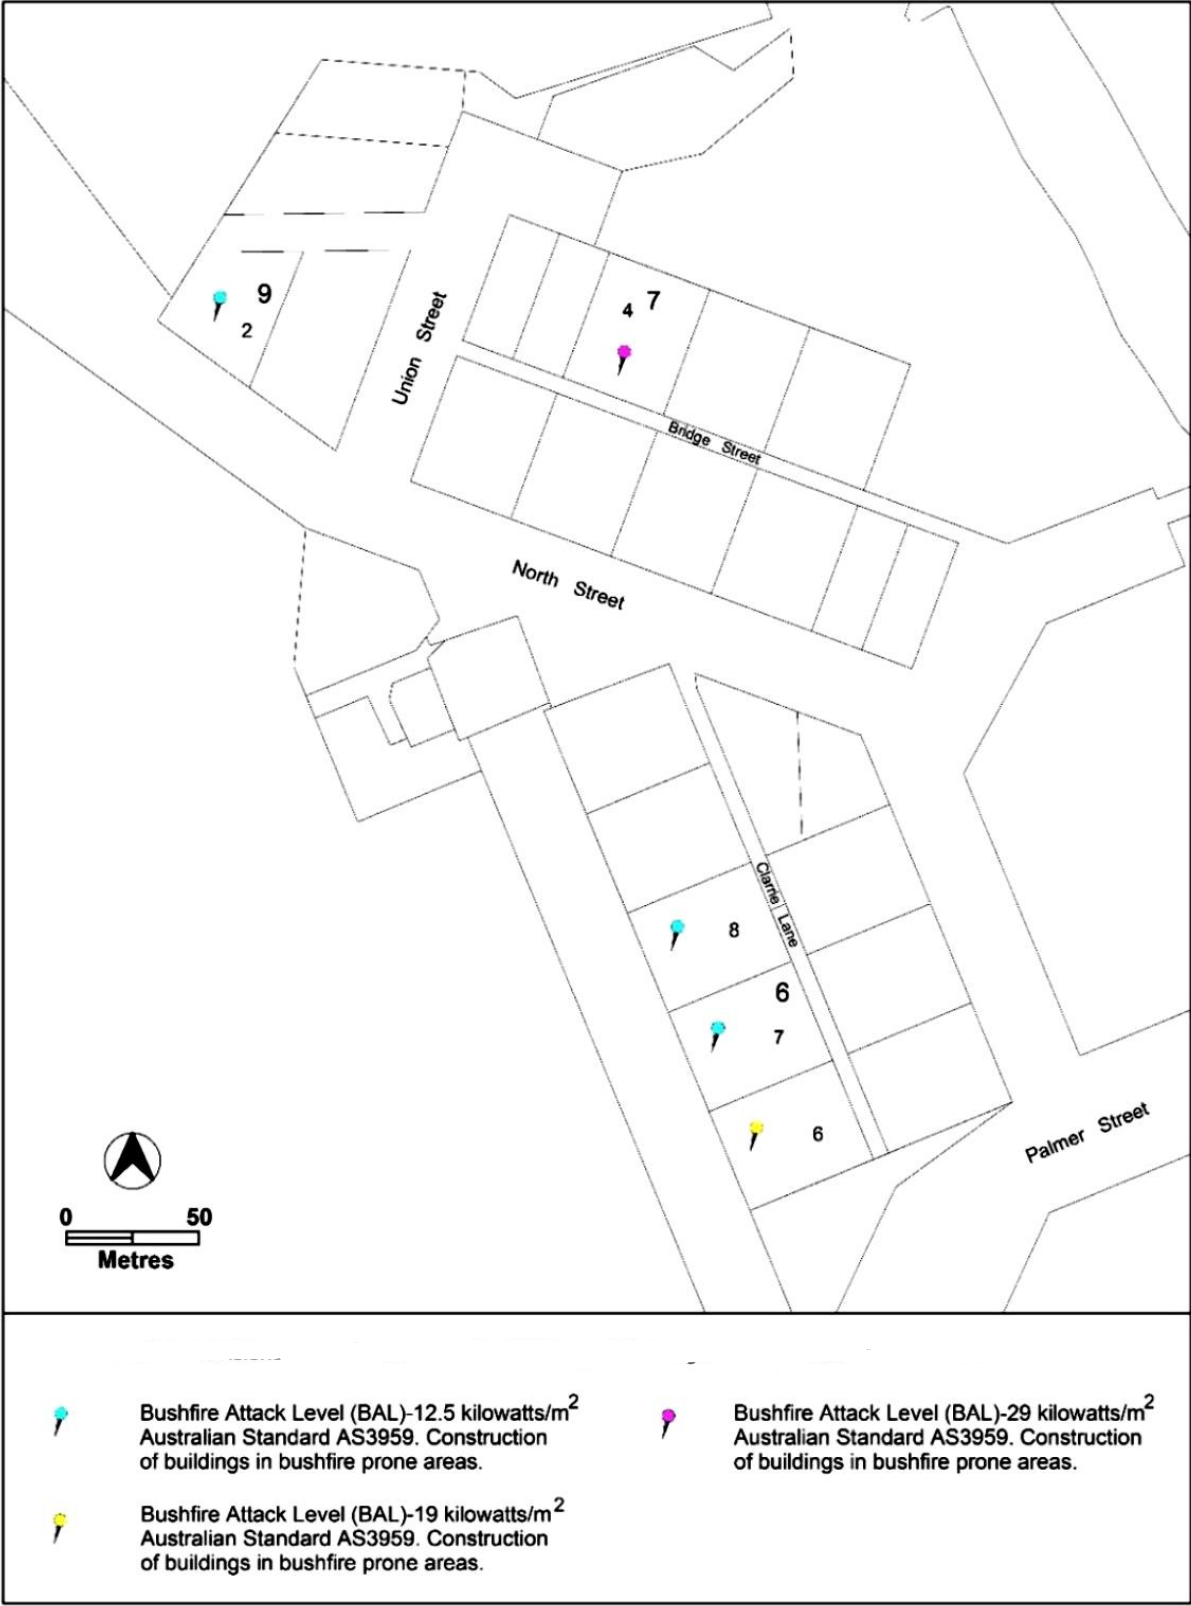 9
2
Union Street
4 7
Bridge Street
North Street
Clarrie Lane
8
6
7
6
Palmer Street
0 50
Metres
Bushfire Attack Level (BAL)-12.5 kilowatts/m2
Australian Standard AS3959. Construction
of buildings in bushfire prone areas.
Bushfire Attack Level (BAL)-29 kilowatts/m2
Australian Standard AS3959. Construction
of buildings in bushfire prone areas.
Bushfire Attack Level (BAL)-19 kilowatts/m2
Australian Standard AS3959. Construction
of buildings in bushfire prone areas.